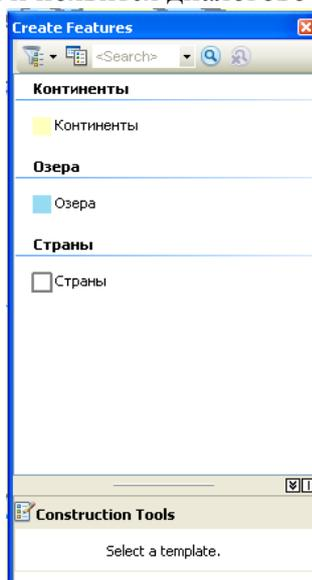 Create Features
<Search>
Континенты
Континенты
Озера
Озера
Страны
Страны
Construction Tools
Select a template.